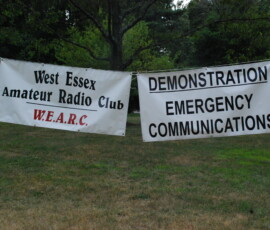 West Essex
Amateur Radio Club
W.E.A.R.C.
DEMONSTRATION
EMERGENCY
COMMUNICATIONS